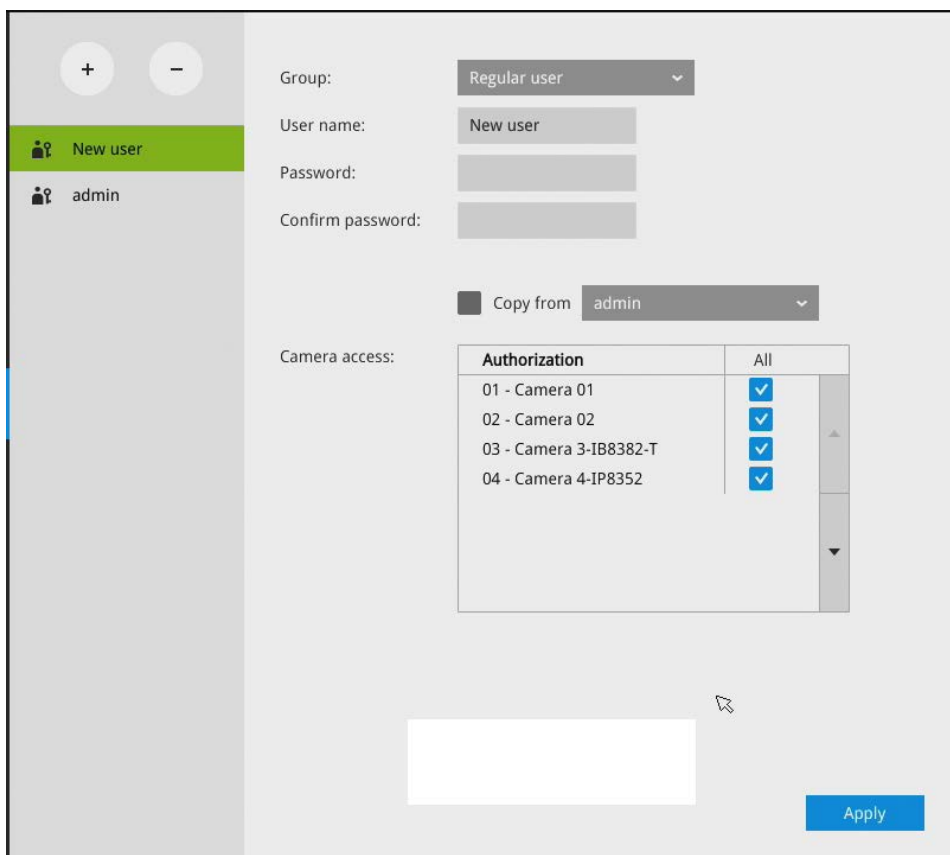 + −
New user
admin
Group: Regular user
User name: New user
Password:
Confirm password:
Copy from admin
Camera access:
Authorization All
01 - Camera 01
02 - Camera 02
03 - Camera 3-IB8382-T
04 - Camera 4-IP8352
Apply